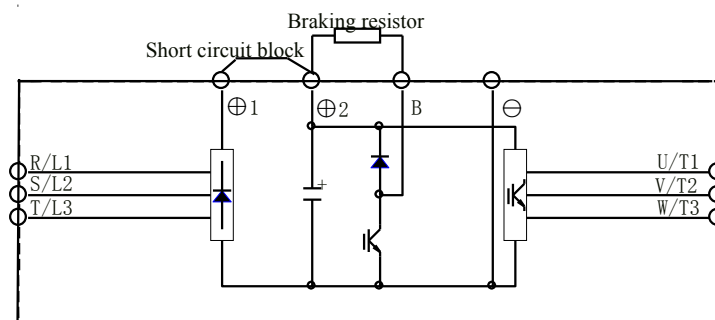 Braking resistor
Short circuit block
⊕1
⊕2
B
⊖
R/L1
S/L2
T/L3
+
U/T1
V/T2
W/T3